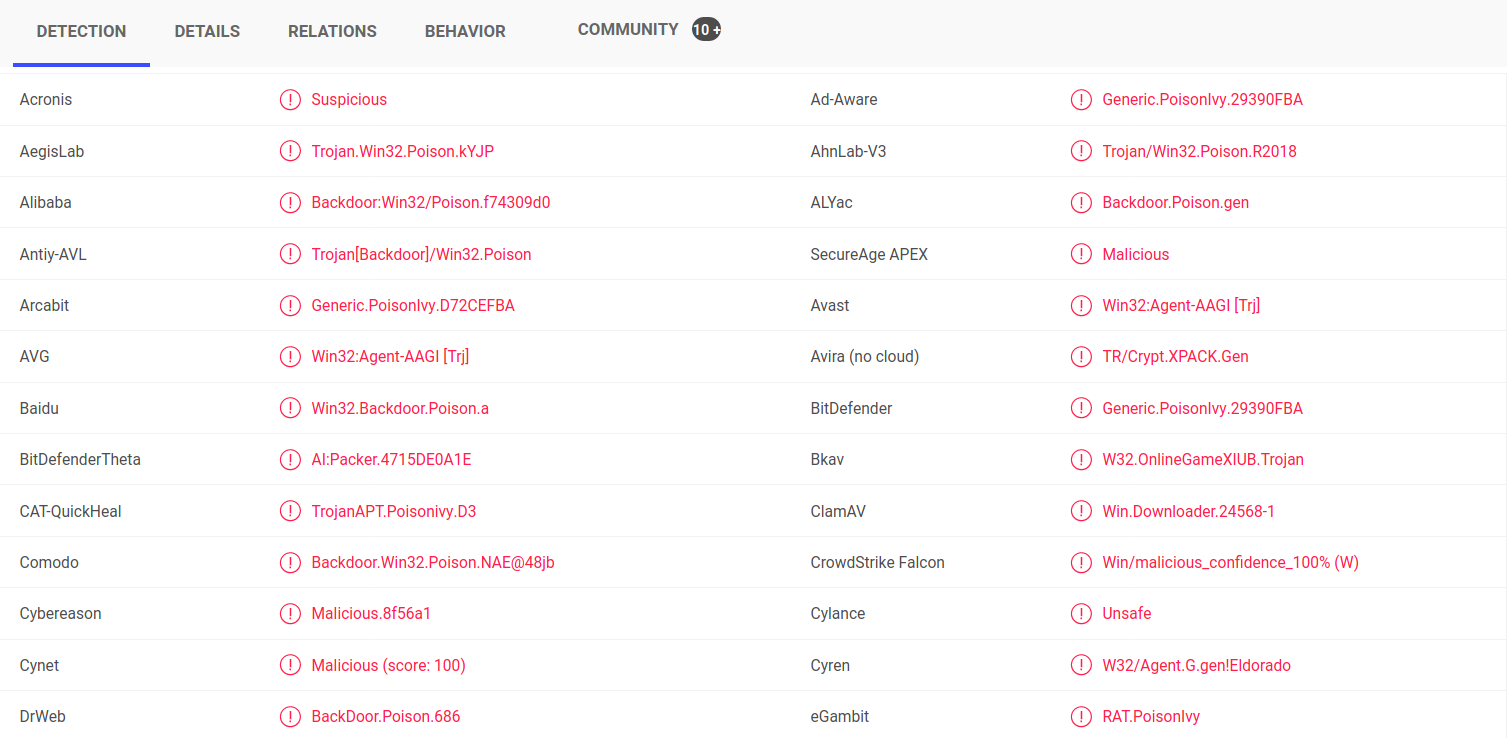 DETECTION DETAILS RELATIONS BEHAVIOR COMMUNITY 10 +
Acronis Suspicious Ad-Aware Generic.PoisonIvy.29390FBA
AegisLab Trojan.Win32.Poison.kYJP AhnLab-V3 Trojan/Win32.Poison.R2018
Alibaba Backdoor:Win32/Poison.f74309d0 ALYac Backdoor.Poison.gen
Antiy-AVL Trojan[Backdoor]/Win32.Poison SecureAge APEX Malicious
Arcabit Generic.PoisonIvy.D72CEFBA Avast Win32:Agent-AAGI [Trj]
AVG Win32:Agent-AAGI [Trj] Avira (no cloud) TR/Crypt.XPACK.Gen
Baidu Win32.Backdoor.Poison.a BitDefender Generic.PoisonIvy.29390FBA
BitDefenderTheta AI:Packer.4715DE0A1E Bkav W32.OnlineGameXIUB.Trojan
CAT-QuickHeal TrojanAPT.Poisonivy.D3 ClamAV Win.Downloader.24568-1
Comodo Backdoor.Win32.Poison.NAE@48jb CrowdStrike Falcon Win/malicious_confidence_100% (W)
Cybereason Malicious.8f56a1 Cylance Unsafe
Cynet Malicious (score: 100) Cyren W32/Agent.G.gen!Eldorado
DrWeb BackDoor.Poison.686 eGambit RAT.PoisonIvy